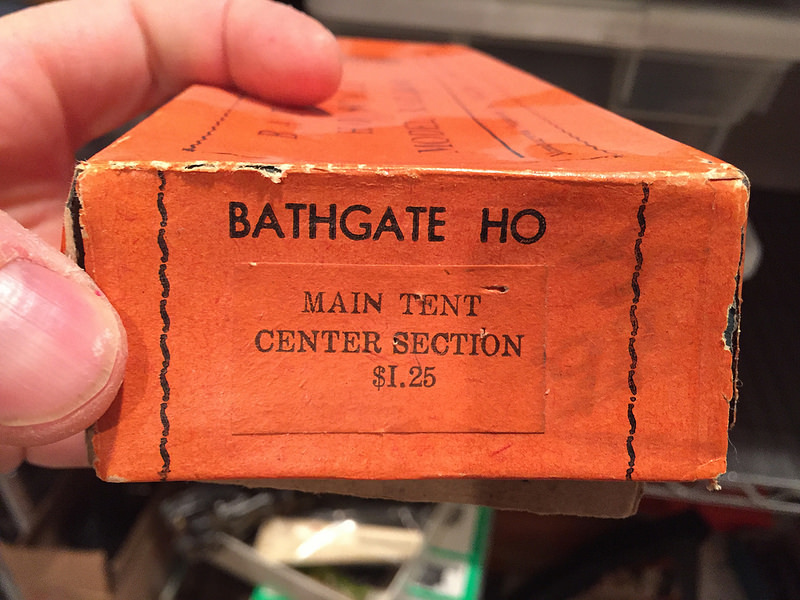 BATHGATE HO
MAIN TENT
CENTER SECTION
$1.25